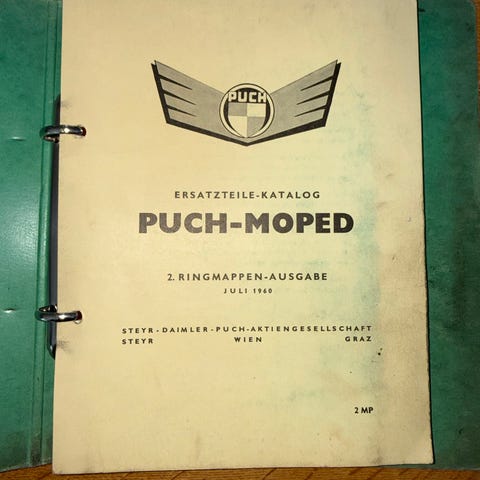 PUCH
ERSATZTEILE-KATALOG
PUCH-MOPED
2. RINGMAPPEN-AUSGABE
JULI 1960
STEYR-DAIMLER-PUCH-AKTIENGESELLSCHAFT
STEYR WIEN GRAZ
2 MP